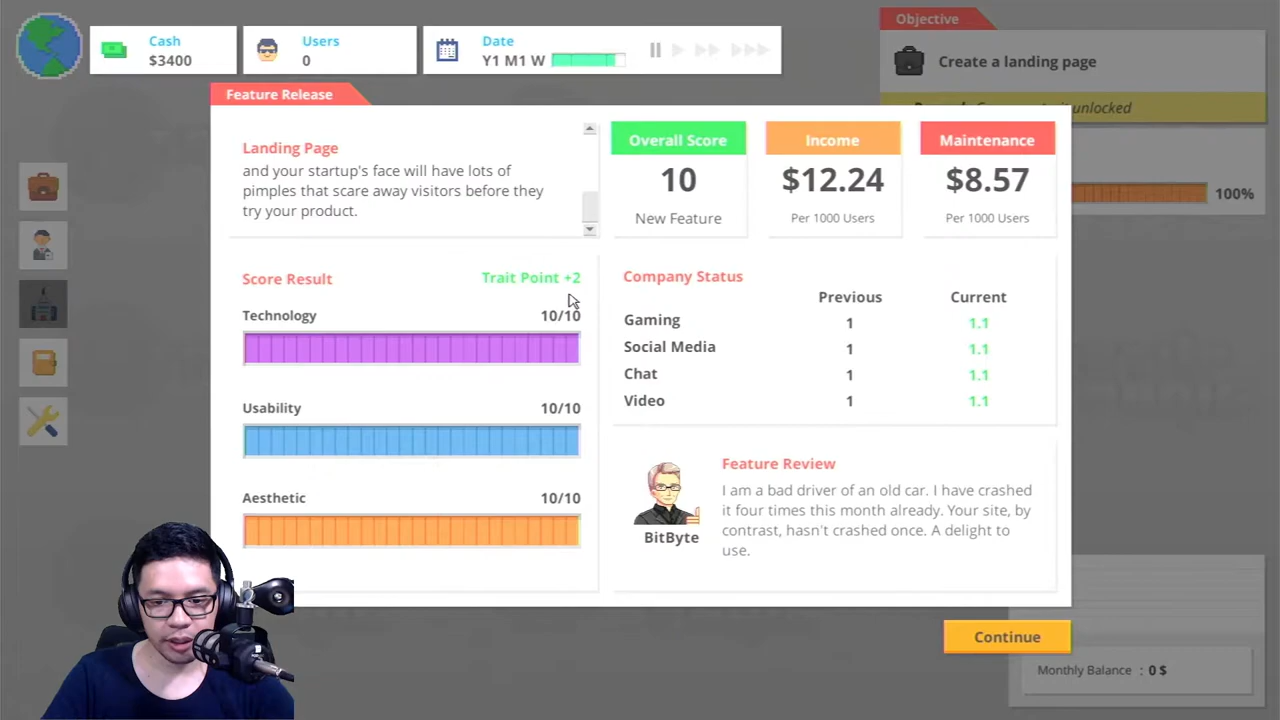 Cash
$3400
Users
0
Date
Y1 M1 W
Objective
Create a landing page
unlocked
100%
Feature Release
Landing Page
and your startup's face will have lots of
pimples that scare away visitors before they
try your product.
Overall Score
10
New Feature
Income
$12.24
Per 1000 Users
Maintenance
$8.57
Per 1000 Users
Score Result
Trait Point +2
Technology
10/10
Usability
10/10
Aesthetic
10/10
Company Status
Previous
Current
Gaming 1 1.1
Social Media 1 1.1
Chat 1 1.1
Video 1 1.1
BitByte
Feature Review
I am a bad driver of an old car. I have crashed
it four times this month already. Your site, by
contrast, hasn't crashed once. A delight to
use.
Continue
Monthly Balance : 0 $